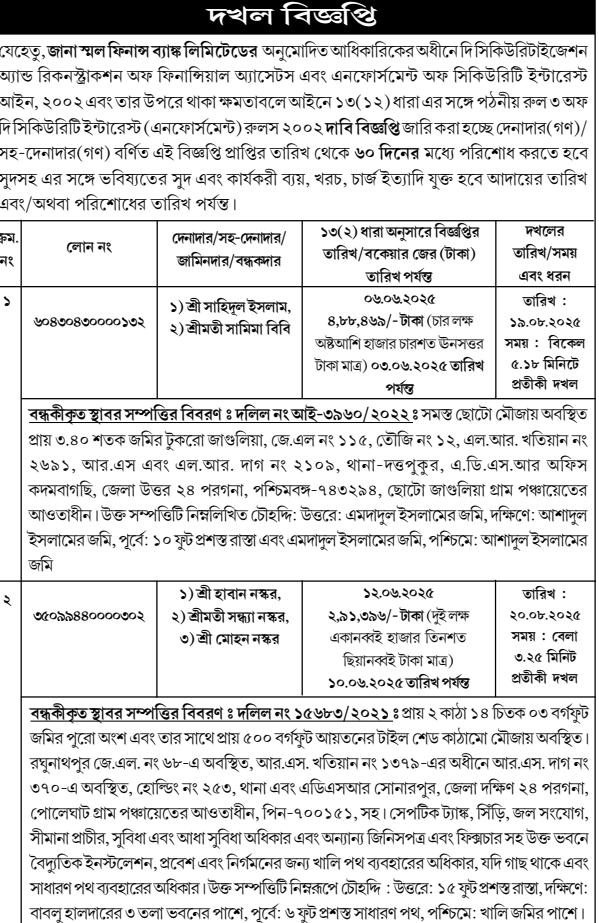 দখল বিজ্ঞপ্তি
যেহেতু, জানা স্মল ফিনান্স ব্যাঙ্ক লিমিটেডের অনুমোদিত আধিকারিকের অধীনে দি সিকিউরিটাইজেশন
অ্যান্ড রিকনস্ট্রাকশন অফ ফিনান্সিয়াল অ্যাসেটস এবং এনফোর্সমেন্ট অফ সিকিউরিটি ইন্টারেস্ট
আইন, ২০০২ এবং তার উপরে থাকা ক্ষমতাবলে আইনে ১৩(১২) ধারা এর সঙ্গে পঠনীয় রুল ৩ অফ
দি সিকিউরিটি ইন্টারেস্ট (এনফোর্সমেন্ট) রুলস ২০০২ দাবি বিজ্ঞপ্তি জারি করা হচ্ছে দেনাদার(গণ)/
সহ-দেনাদার(গণ) বর্ণিত এই বিজ্ঞপ্তি প্রাপ্তির তারিখ থেকে ৬০ দিনের মধ্যে পরিশোধ করতে হবে
সুদসহ এর সঙ্গে ভবিষ্যতের সুদ এবং কার্যকরী ব্যয়, খরচ, চার্জ ইত্যাদি যুক্ত হবে আদায়ের তারিখ
এবং/অথবা পরিশোধের তারিখ পর্যন্ত।
ক্রম. নং
লোন নং
দেনাদার/সহ-দেনাদার/
জামিনদার/বন্ধকদার
১৩(২) ধারা অনুসারে বিজ্ঞপ্তির
তারিখ/বকেয়ার জের (টাকা)
তারিখ পর্যন্ত
দখলের
তারিখ/সময়
এবং ধরন
১
৬০৪৩০৪৩০০০০১৩২
১) শ্রী সাহিদূল ইসলাম,
২) শ্রীমতী সামিমা বিবি
০৬.০৬.২০২৫
৪,৮৮,৪৬৯/- টাকা (চার লক্ষ
অষ্টআশি হাজার চারশত ঊনসত্তর
টাকা মাত্র) ০৩.০৬.২০২৫ তারিখ
পর্যন্ত
তারিখ :
১৯.০৮.২০২৫
সময় : বিকেল
৫.১৮ মিনিটে
প্রতীকী দখল
বন্ধকীকৃত স্থাবর সম্পত্তির বিবরণ ঃ দলিল নং আই-৩৯৬০/২০২২ ঃ সমস্ত ছোটো মৌজায় অবস্থিত
প্রায় ৩.৪০ শতক জমির টুকরো জাগুলিয়া, জে.এল নং ১১৫, তৌজি নং ১২, এল.আর. খতিয়ান নং
২৬৯১, আর.এস এবং এল.আর. দাগ নং ২১০৯, থানা-দত্তপুকুর, এ.ডি.এস.আর অফিস
কদমবাগছি, জেলা উত্তর ২৪ পরগনা, পশ্চিমবঙ্গ-৭৪৩২৯৪, ছোটো জাগুলিয়া গ্রাম পঞ্চায়েতের
আওতাধীন। উক্ত সম্পত্তিটি নিম্নলিখিত চৌহদ্দি: উত্তরে: এমদাদুল ইসলামের জমি, দক্ষিণে: আশাদুল
ইসলামের জমি, পূর্বে: ১০ ফুট প্রশস্ত রাস্তা এবং এমদাদুল ইসলামের জমি, পশ্চিমে: আশাদুল ইসলামের
জমি
২
৩৫০৯৯৪৪০০০০৩০২
১) শ্রী হাবান নস্কর,
২) শ্রীমতী সন্ধ্যা নস্কর,
৩) শ্রী মোহন নস্কর
১২.০৬.২০২৫
২,৯১,৩৯৬/- টাকা (দুই লক্ষ
একানব্বই হাজার তিনশত
ছিয়ানব্বই টাকা মাত্র)
১০.০৬.২০২৫ তারিখ পর্যন্ত
তারিখ :
২০.০৮.২০২৫
সময় : বেলা
৩.২৫ মিনিট
প্রতীকী দখল
বন্ধকীকৃত স্থাবর সম্পত্তির বিবরণ ঃ দলিল নং ১৫৬৮৩/২০২১ ঃ প্রায় ২ কাঠা ১৪ চিতক ০৩ বর্গফুট
জমির পুরো অংশ এবং তার সাথে প্রায় ৫০০ বর্গফুট আয়তনের টাইল শেড কাঠামো মৌজায় অবস্থিত।
রঘুনাথপুর জে.এল. নং ৬৮-এ অবস্থিত, আর.এস. খতিয়ান নং ১৩৭৯-এর অধীনে আর.এস. দাগ নং
৩৭০-এ অবস্থিত, হোল্ডিং নং ২৫৩, থানা এবং এডিএসআর সোনারপুর, জেলা দক্ষিণ ২৪ পরগনা,
পোলেঘাট গ্রাম পঞ্চায়েতের আওতাধীন, পিন-৭০০১৫১, সহ। সেপটিক ট্যাঙ্ক, সিঁড়ি, জল সংযোগ,
সীমানা প্রাচীর, সুবিধা এবং আধা সুবিধা অধিকার এবং অন্যান্য জিনিসপত্র এবং ফিক্সচার সহ উক্ত ভবনে
বৈদ্যুতিক ইনস্টলেশন, প্রবেশ এবং নির্গমনের জন্য খালি পথ ব্যবহারের অধিকার, যদি গাছ থাকে এবং
সাধারণ পথ ব্যবহারের অধিকার। উক্ত সম্পত্তিটি নিম্নরূপে চৌহদ্দি : উত্তরে: ১৫ ফুট প্রশস্ত রাস্তা, দক্ষিণে:
বাবলু হালদারের ৩ তলা ভবনের পাশে, পূর্বে: ৬ ফুট প্রশস্ত সাধারণ পথ, পশ্চিমে: খালি জমির পাশে।